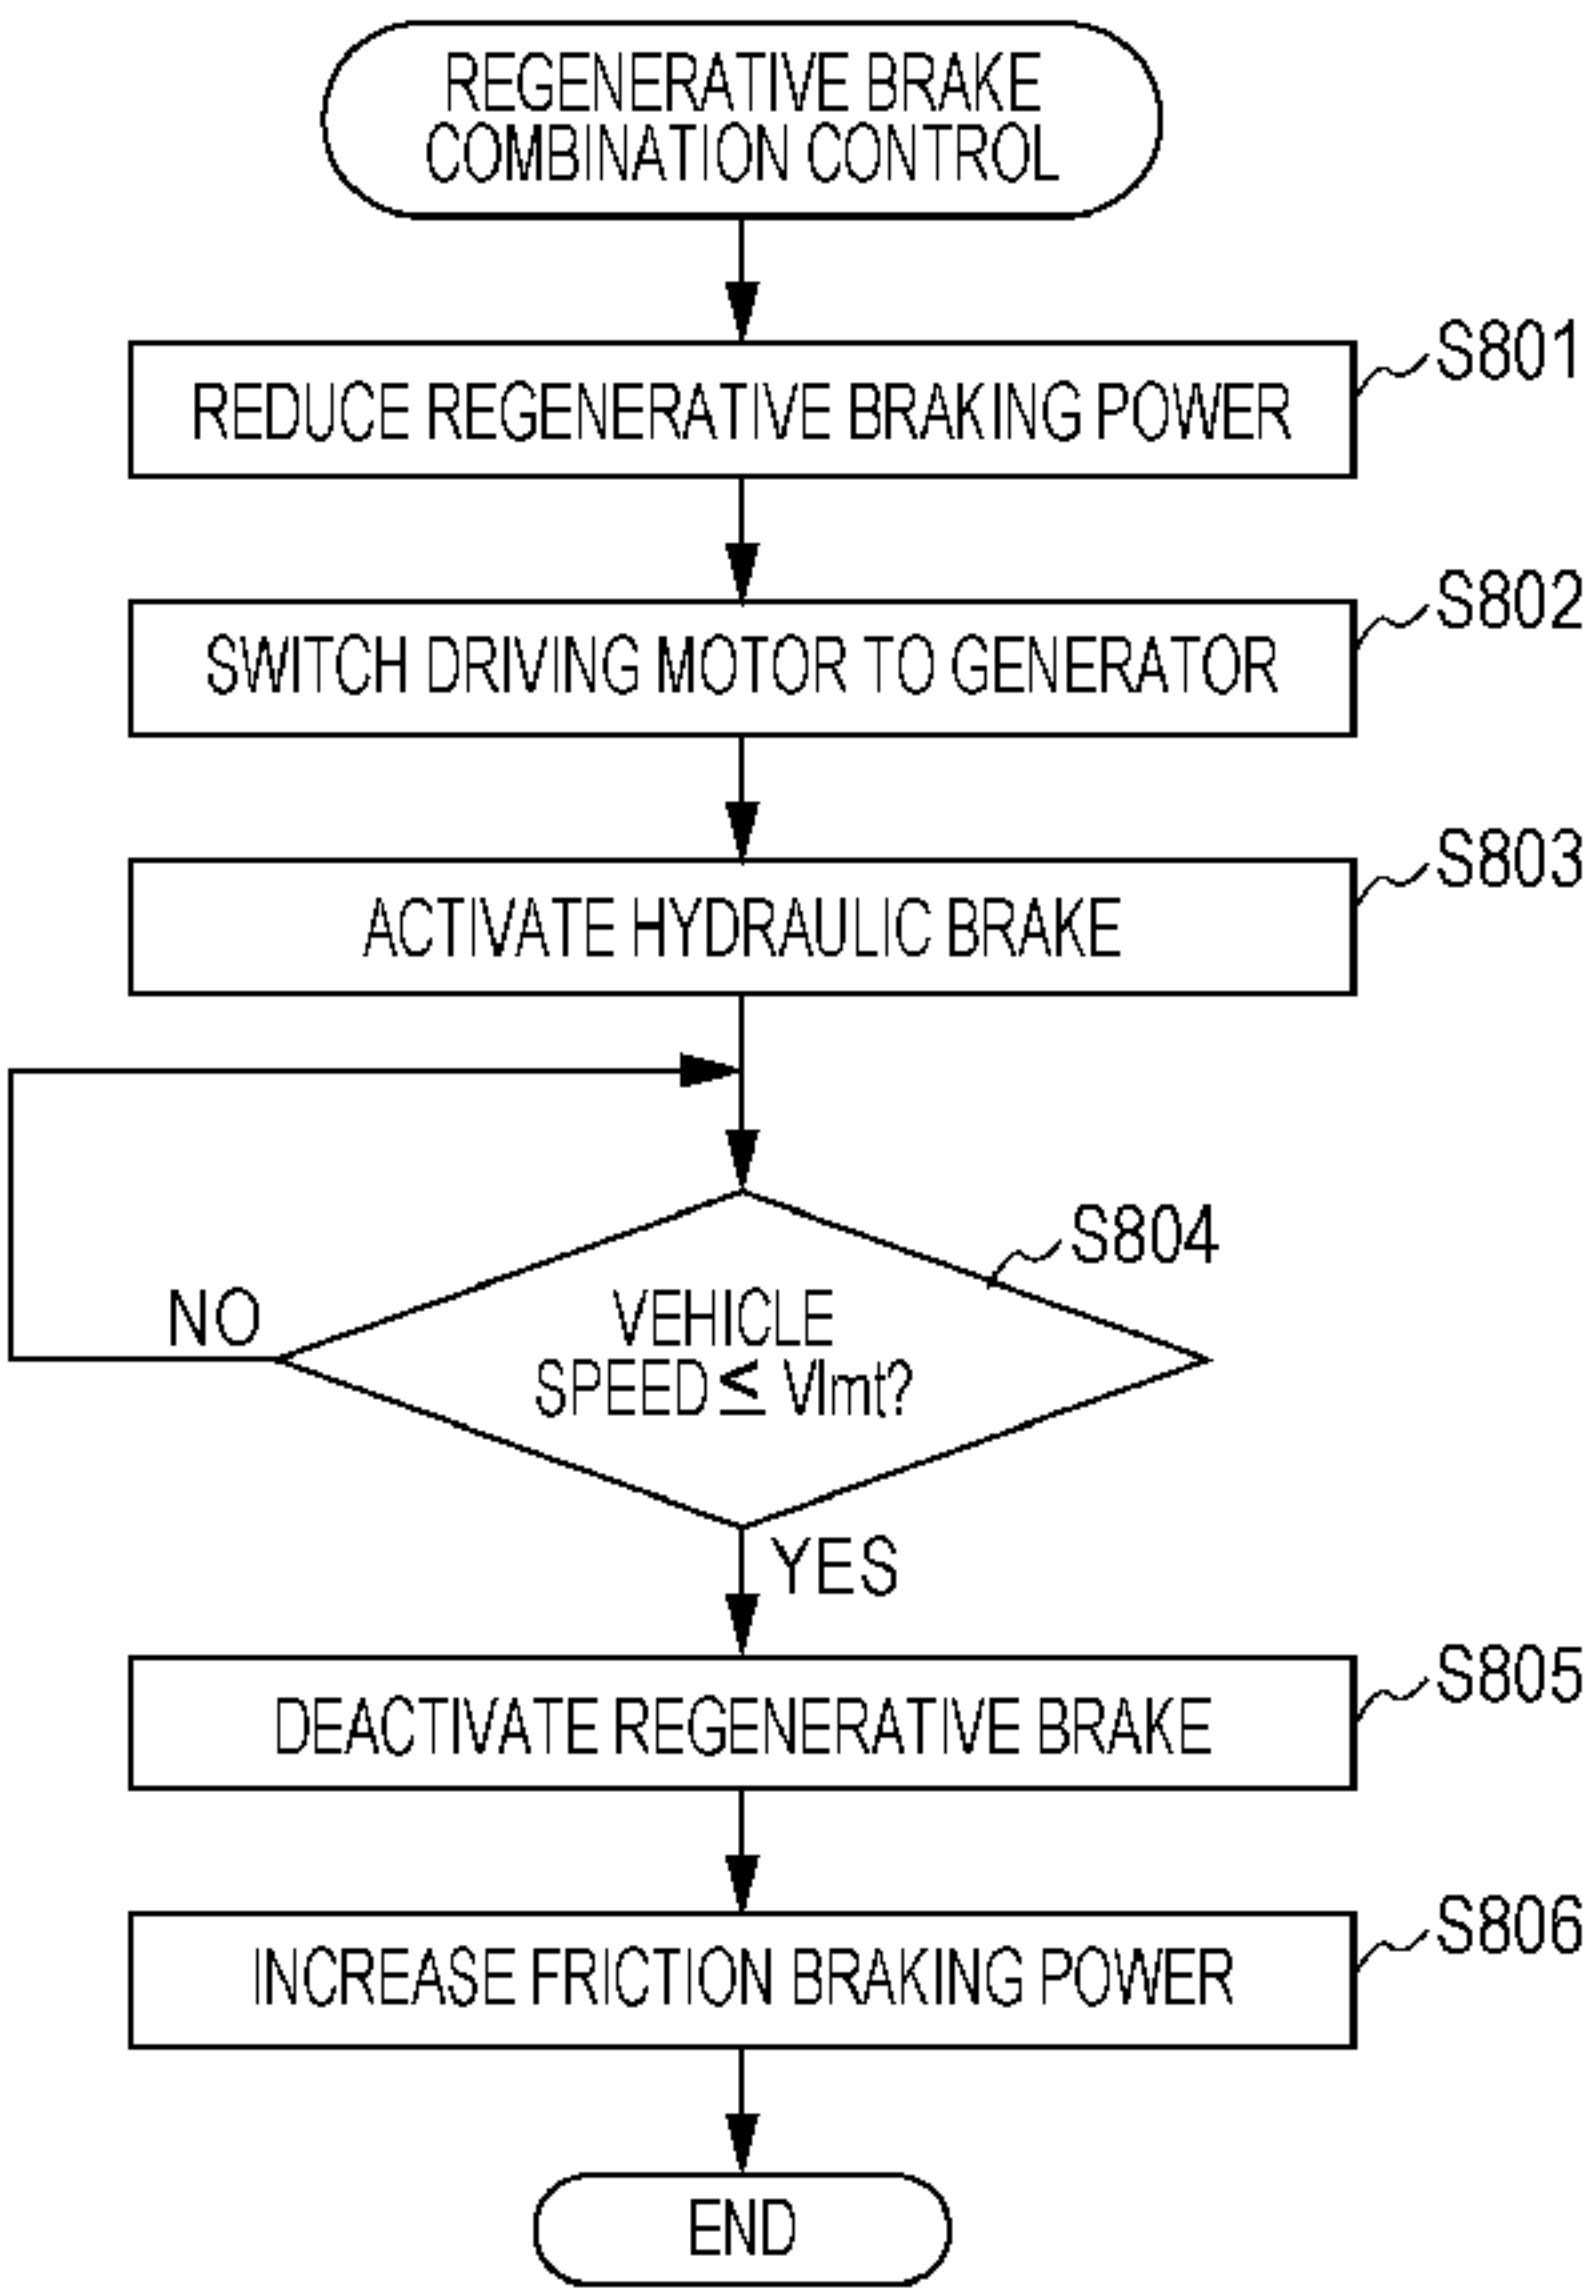 REGENERATIVE BRAKE
COMBINATION CONTROL
S801
REDUCE REGENERATIVE BRAKING POWER
S802
SWITCH DRIVING MOTOR TO GENERATOR
S803
ACTIVATE HYDRAULIC BRAKE
S804
NO
VEHICLE
SPEED ≤ Vlmt?
YES
S805
DEACTIVATE REGENERATIVE BRAKE
S806
INCREASE FRICTION BRAKING POWER
END